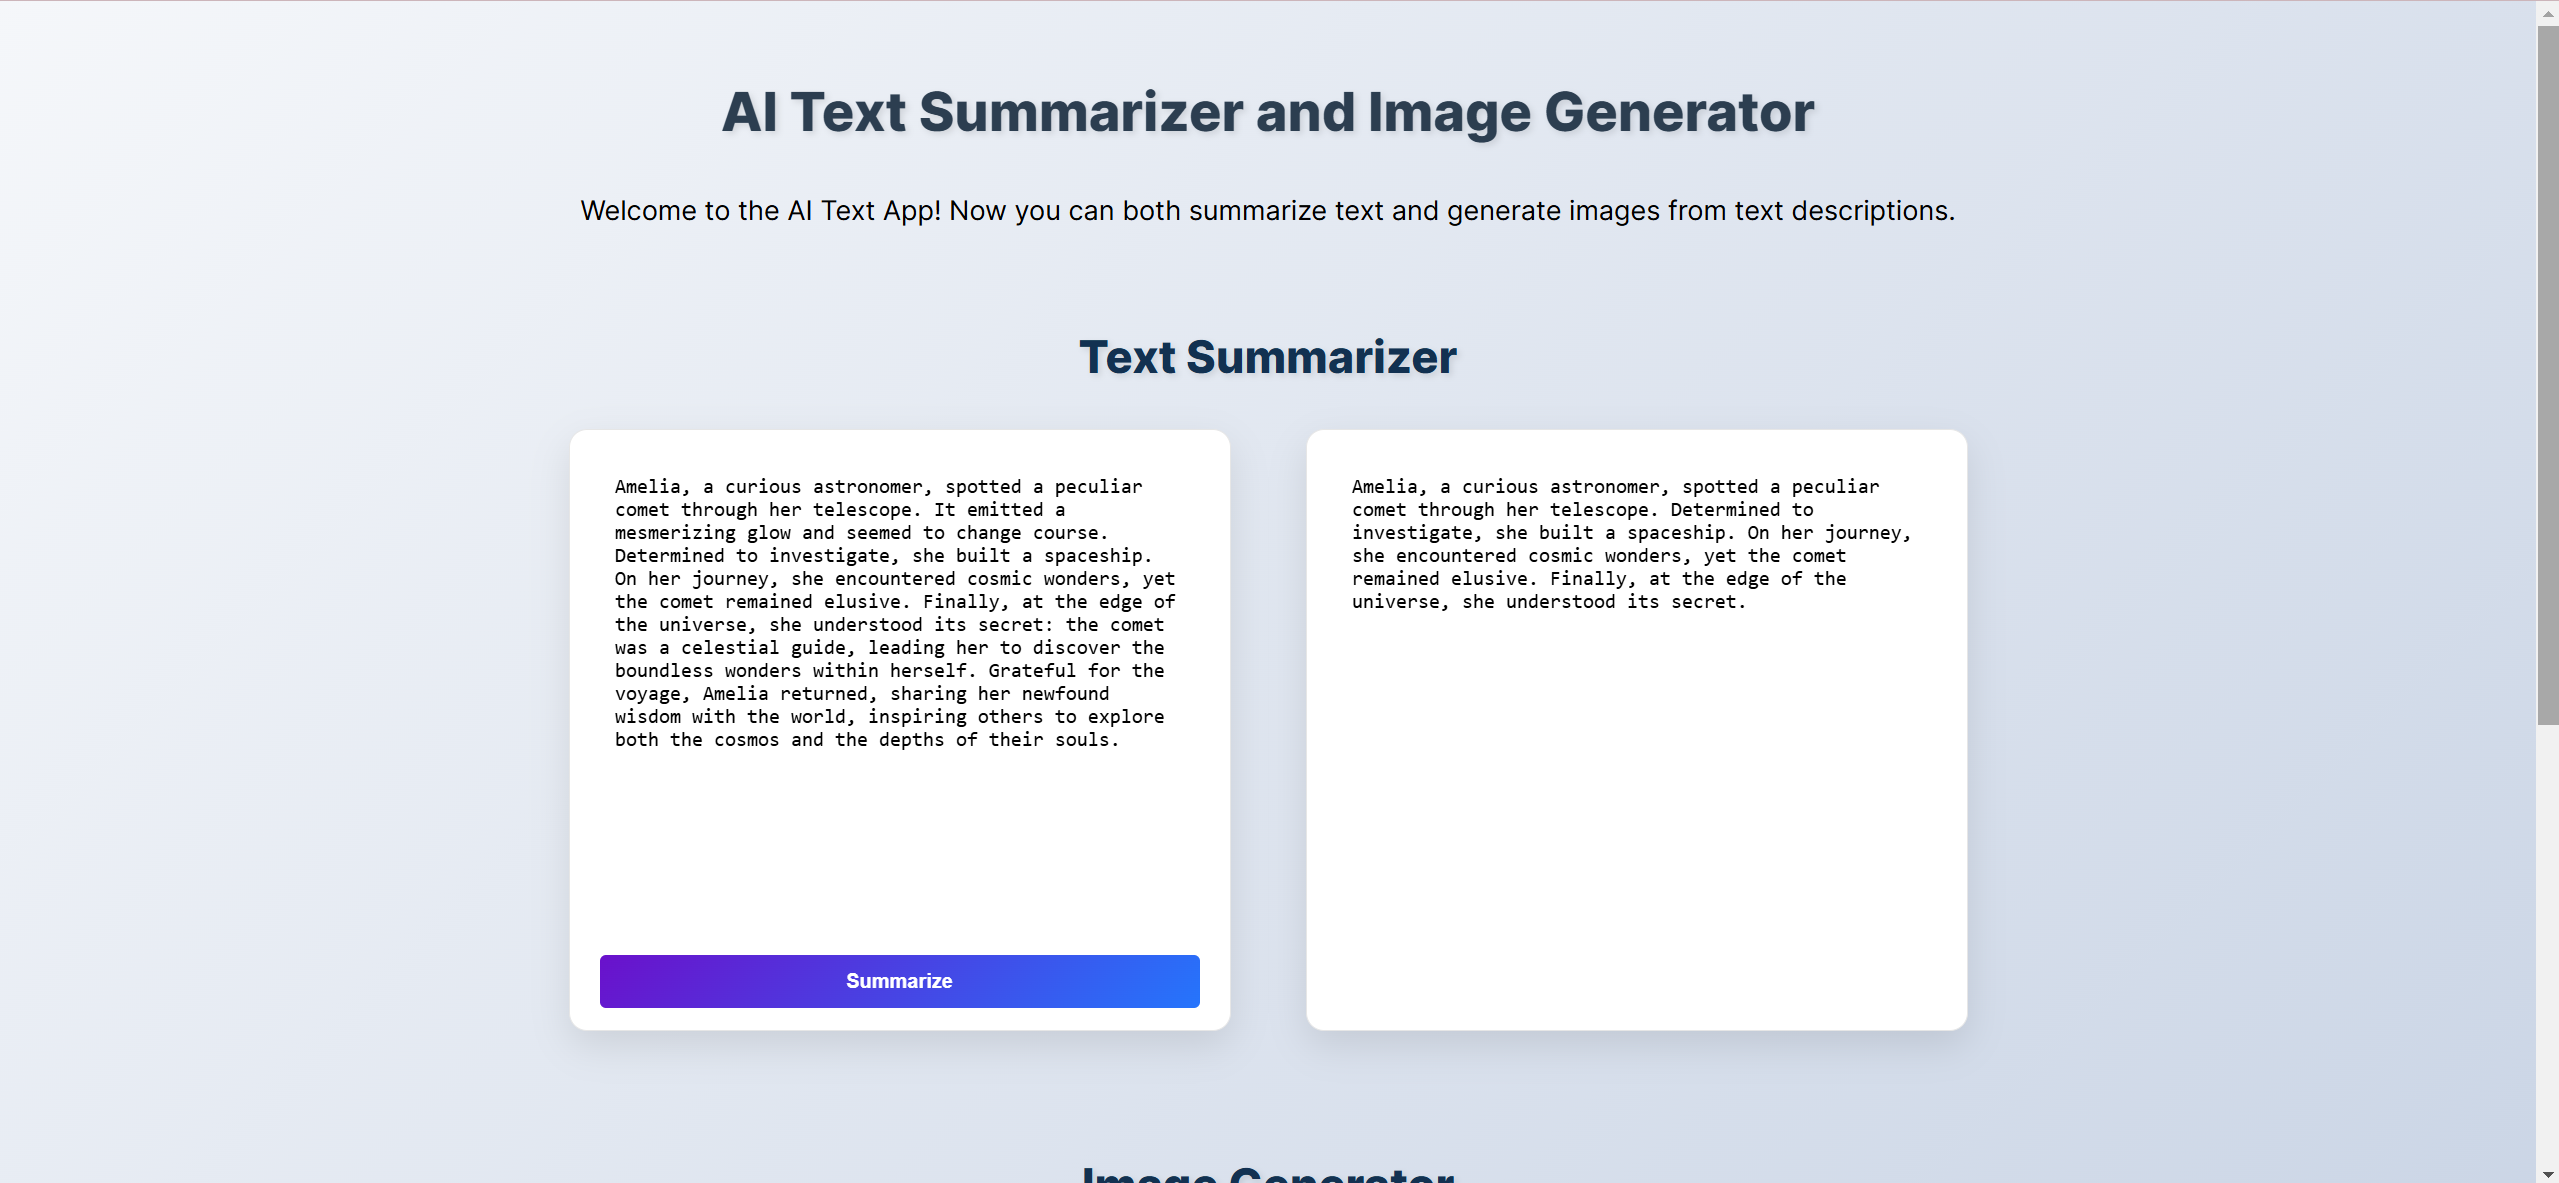 AI Text Summarizer and Image Generator
Welcome to the AI Text App! Now you can both summarize text and generate images from text descriptions.
Text Summarizer
Amelia, a curious astronomer, spotted a peculiar
comet through her telescope. It emitted a
mesmerizing glow and seemed to change course.
Determined to investigate, she built a spaceship.
On her journey, she encountered cosmic wonders, yet
the comet remained elusive. Finally, at the edge of
the universe, she understood its secret: the comet
was a celestial guide, leading her to discover the
boundless wonders within herself. Grateful for the
voyage, Amelia returned, sharing her newfound
wisdom with the world, inspiring others to explore
both the cosmos and the depths of their souls.
Summarize
Amelia, a curious astronomer, spotted a peculiar
comet through her telescope. Determined to
investigate, she built a spaceship. On her journey,
she encountered cosmic wonders, yet the comet
remained elusive. Finally, at the edge of the
universe, she understood its secret.
Image Generator